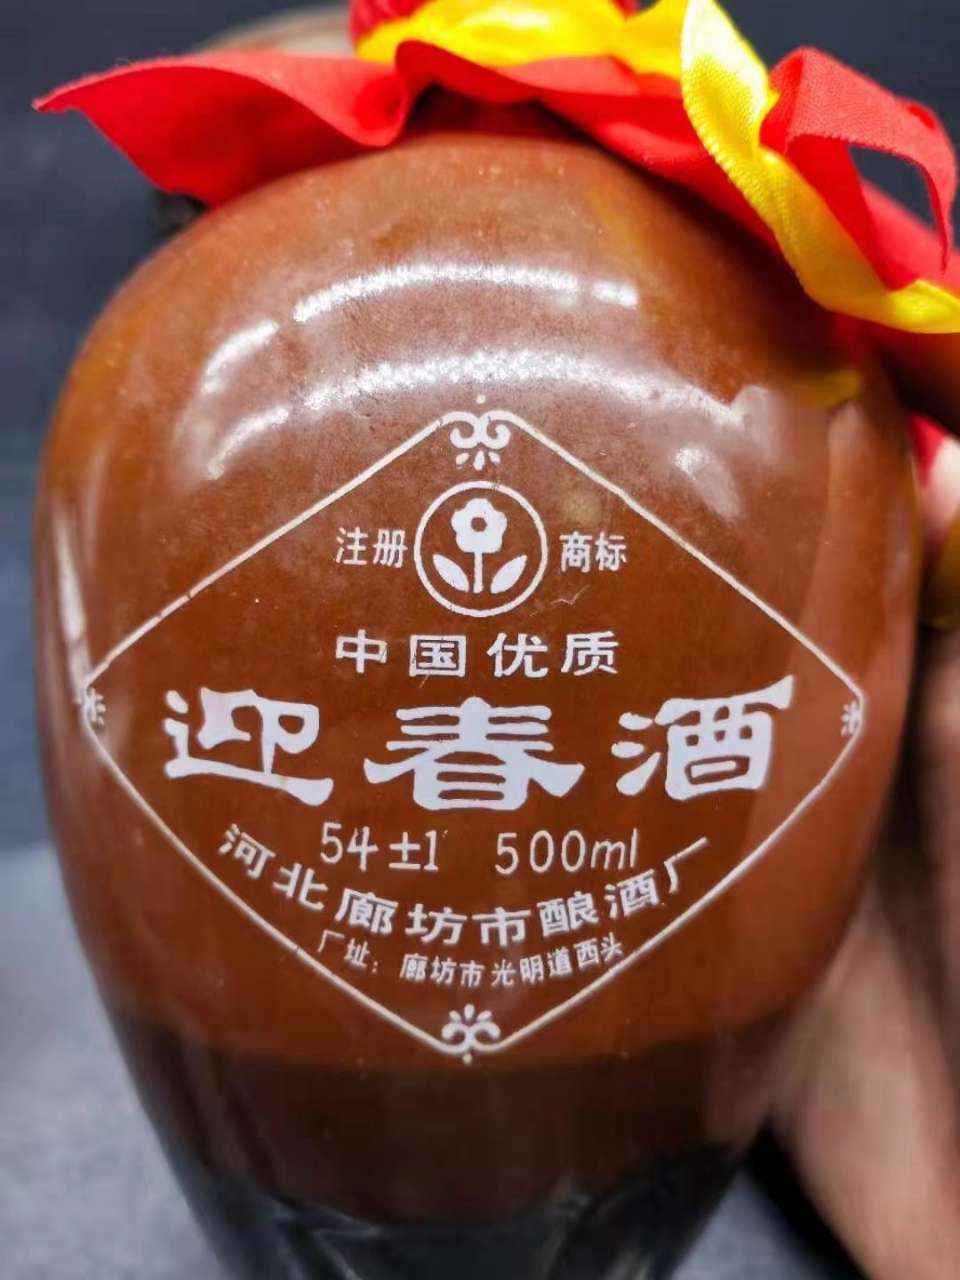 注册 商标
中国优质
迎春酒
54±1 500ml
河北廊坊市酿酒厂
厂址：廊坊市光明道西头